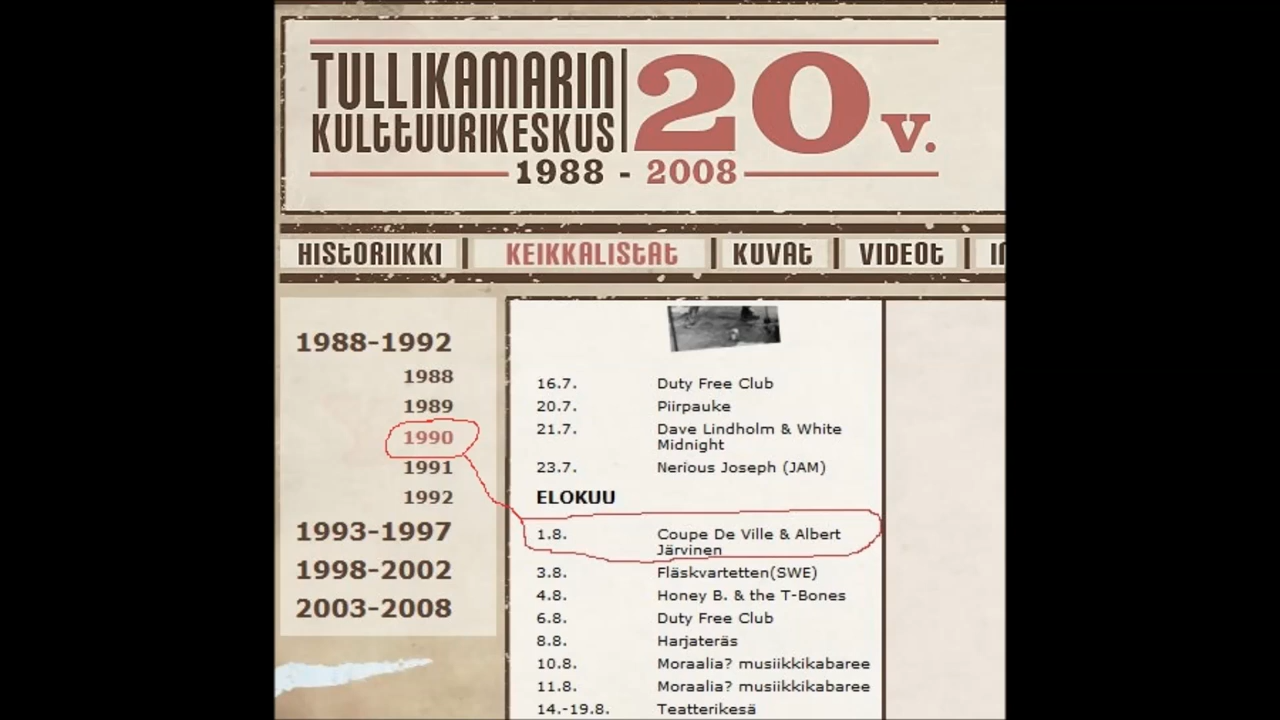 TULLIKAMARIN
KULttUURIKESKUS
20 v.
1988 - 2008
HIStORIIKKI
KEIKKALIStAt
KUVAt
VIDEOt
1988-1992
1988
1989
1990
1991
1992
1993-1997
1998-2002
2003-2008
16.7. Duty Free Club
20.7. Piirpauke
21.7. Dave Lindholm & White
Midnight
23.7. Nerious Joseph (JAM)
ELOKUU
1.8. Coupe De Ville & Albert
Järvinen
3.8. Fläskvartetten(SWE)
4.8. Honey B. & the T-Bones
6.8. Duty Free Club
8.8. Harjateräs
10.8. Moraalia? musiikkikabaree
11.8. Moraalia? musiikkikabaree
14.-19.8. Teatterikesä